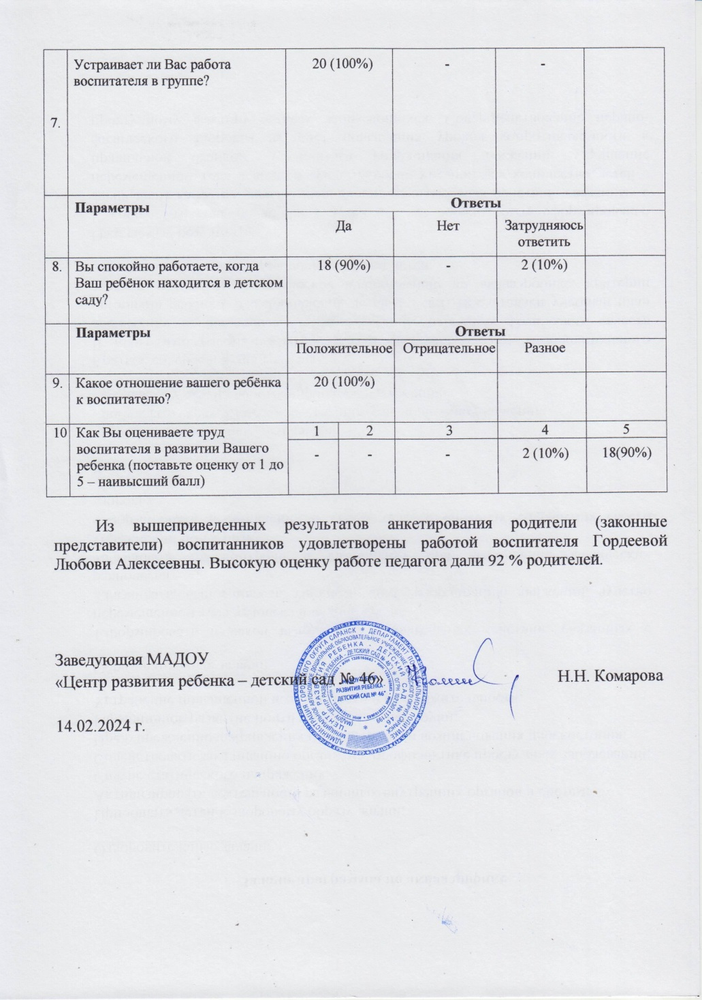 7.
Устраивает ли Вас работа
воспитателя в группе?
20 (100%)
-
-
Параметры
Ответы
Да
Нет
Затрудняюсь
ответить
8.
Вы спокойно работаете, когда
Ваш ребёнок находится в детском
саду?
18 (90%)
-
2 (10%)
Параметры
Ответы
Положительное
Отрицательное
Разное
9.
Какое отношение вашего ребёнка
к воспитателю?
20 (100%)
10
Как Вы оцениваете труд
воспитателя в развитии Вашего
ребенка (поставьте оценку от 1 до
5 – наивысший балл)
1
2
3
4
5
-
-
-
2 (10%)
18(90%)
Из вышеприведенных результатов анкетирования родители (законные
представители) воспитанников удовлетворены работой воспитателя Гордеевой
Любови Алексеевны. Высокую оценку работе педагога дали 92 % родителей.
Заведующая МАДОУ
«Центр развития ребенка – детский сад № 46»
Н.Н. Комарова
14.02.2024 г.
РАЗВИТИЯ РЕБЕНКА -
ДЕТСКИЙ САД № 46"